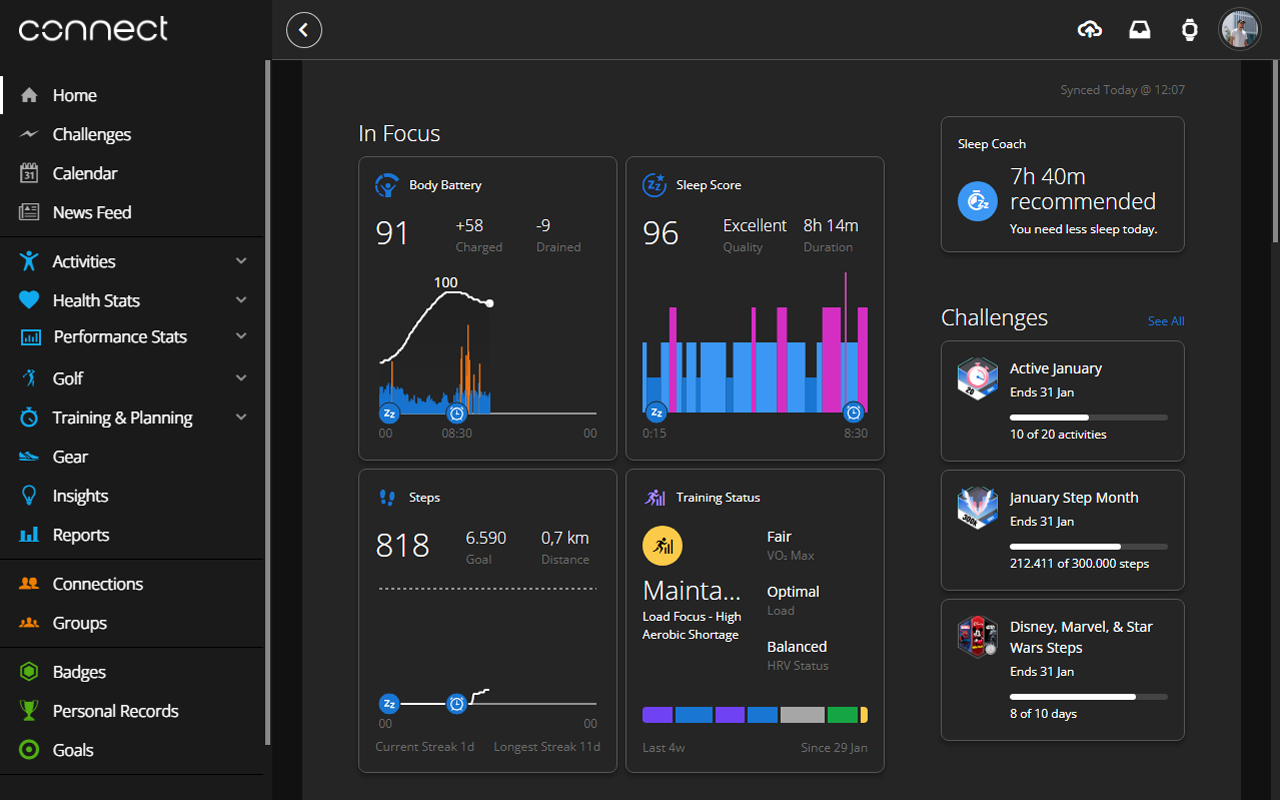 connect
Home
Challenges
31
Calendar
News Feed
Activities
Health Stats
Performance Stats
Golf
Training & Planning
Gear
Insights
Reports
Connections
Groups
Badges
Personal Records
Goals
Synced Today @ 12:07
In Focus
Body Battery
91
+58
Charged
-9
Drained
100
Zz
00
08:30
00
Sleep Score
96
Excellent
Quality
8h 14m
Duration
Zz
0:15
8:30
Steps
818
6.590
Goal
0,7 km
Distance
Zz
00
00
Current Streak 1d
Longest Streak 11d
Training Status
Mainta...
Load Focus - High
Aerobic Shortage
Fair
VO₂ Max
Optimal
Load
Balanced
HRV Status
Last 4w
Since 29 Jan
Sleep Coach
7h 40m
recommended
You need less sleep today.
Challenges
See All
20
Active January
Ends 31 Jan
10 of 20 activities
300k
January Step Month
Ends 31 Jan
212.411 of 300.000 steps
Disney, Marvel, & Star
Wars Steps
Ends 31 Jan
8 of 10 days